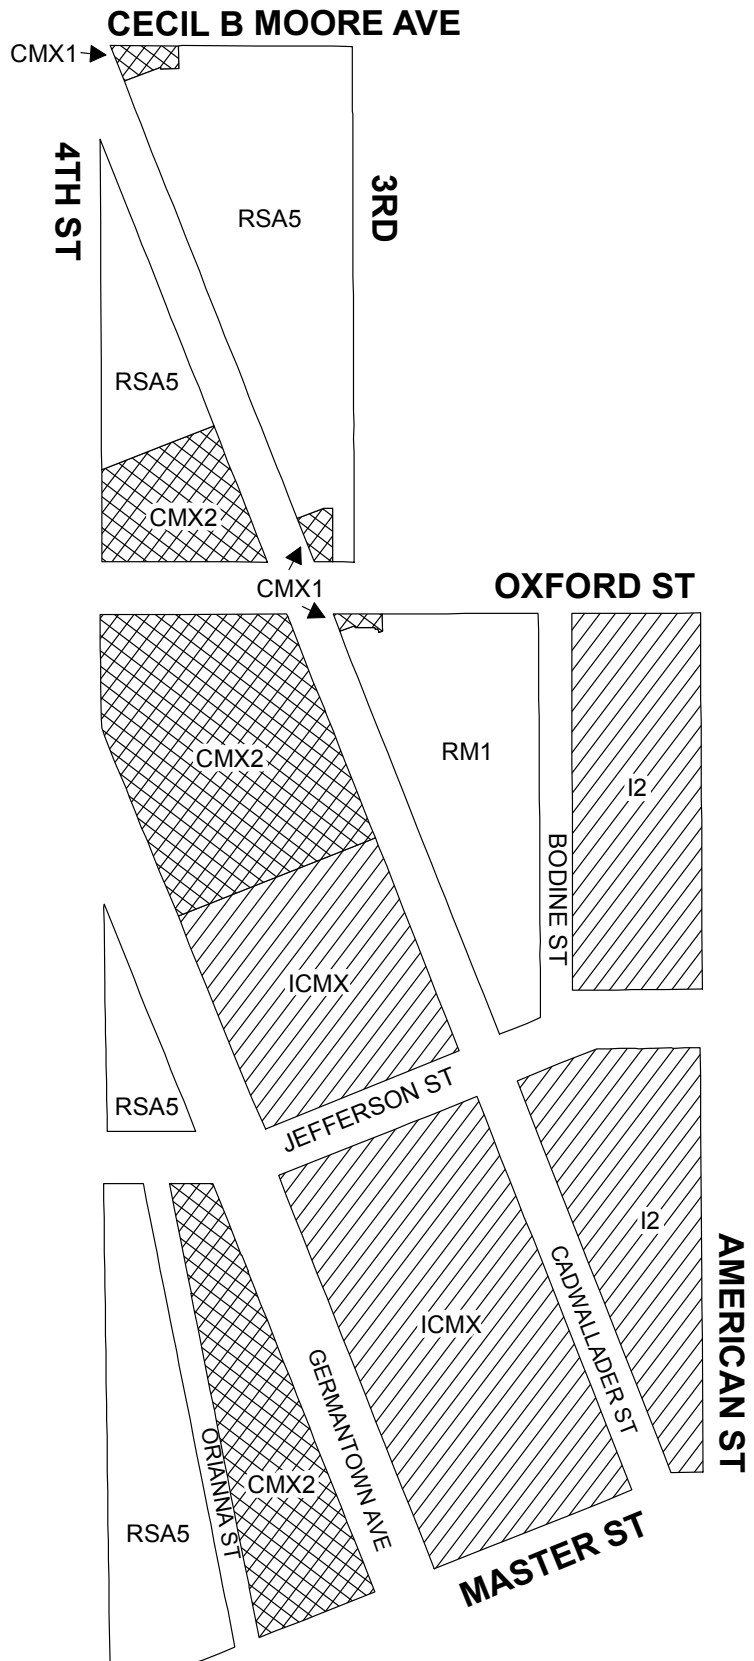 CECIL B MOORE AVE
CMX1
4TH ST
3RD
RSA5
RSA5
CMX2
CMX1
OXFORD ST
CMX2
RM1
I2
BODINE ST
ICMX
RSA5
JEFFERSON ST
I2
AMERICAN ST
CADWALLADER ST
ICMX
GERMANTOWN AVE
ORIANNA ST
CMX2
RSA5
MASTER ST